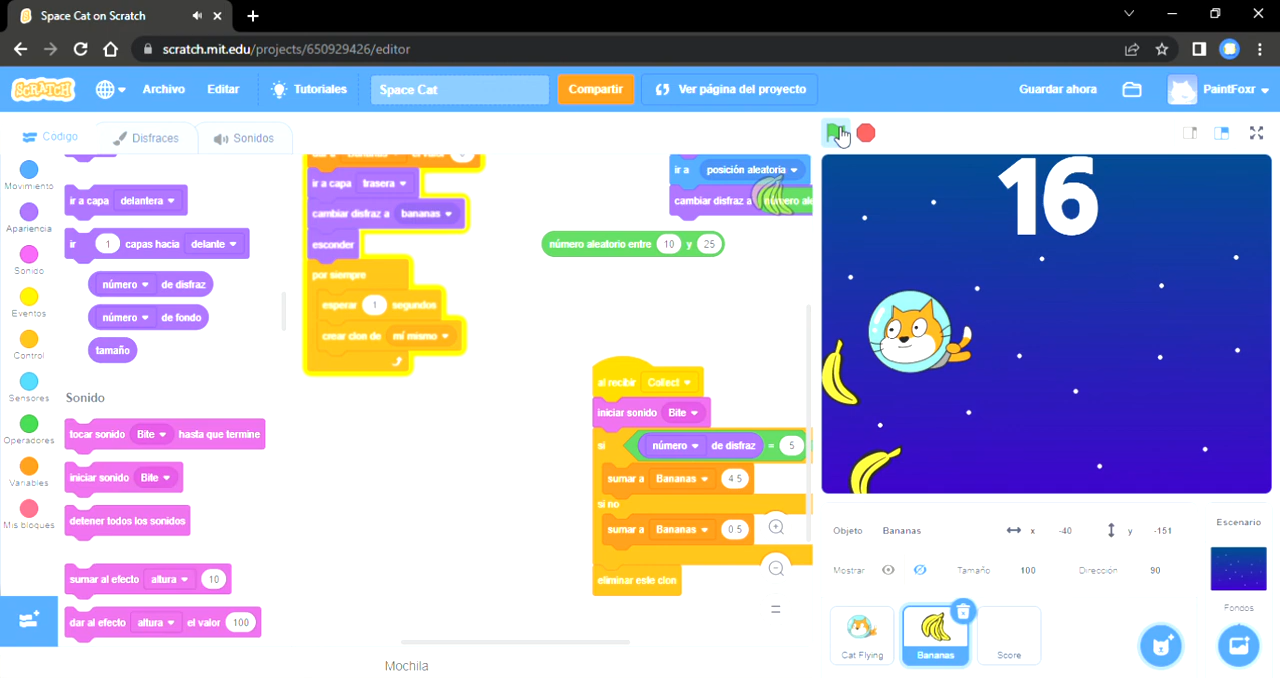 Space Cat on Scratch
scratch.mit.edu/projects/650929426/editor
SCRATCH
Archivo
Editar
Tutoriales
Space Cat
Compartir
Ver página del proyecto
Guardar ahora
PaintFoxr
Código
Disfraces
Sonidos
Movimiento
Apariencia
Sonido
Eventos
Control
Sensores
Operadores
Variables
Mis bloques
ir a capa delantera
ir 1 capas hacia delante
número de disfraz
número de fondo
tamaño
Sonido
tocar sonido Bite hasta que termine
iniciar sonido Bite
detener todos los sonidos
sumar al efecto altura 10
dar al efecto altura el valor 100
ir a capa trasera
cambiar disfraz a bananas
esconder
por siempre
esperar 1 segundos
crear clon de mí mismo
ir a posición aleatoria
cambiar disfraz a
número aleatorio entre 10 y 25
al recibir Collect
iniciar sonido Bite
si número de disfraz = 5
sumar a Bananas 4.5
si no
sumar a Bananas 0.5
eliminar este clon
Mochila
16
Objeto Bananas x -40 y -151
Mostrar Tamaño 100 Dirección 90
Cat Flying
Bananas
Score
Escenario
Fondos